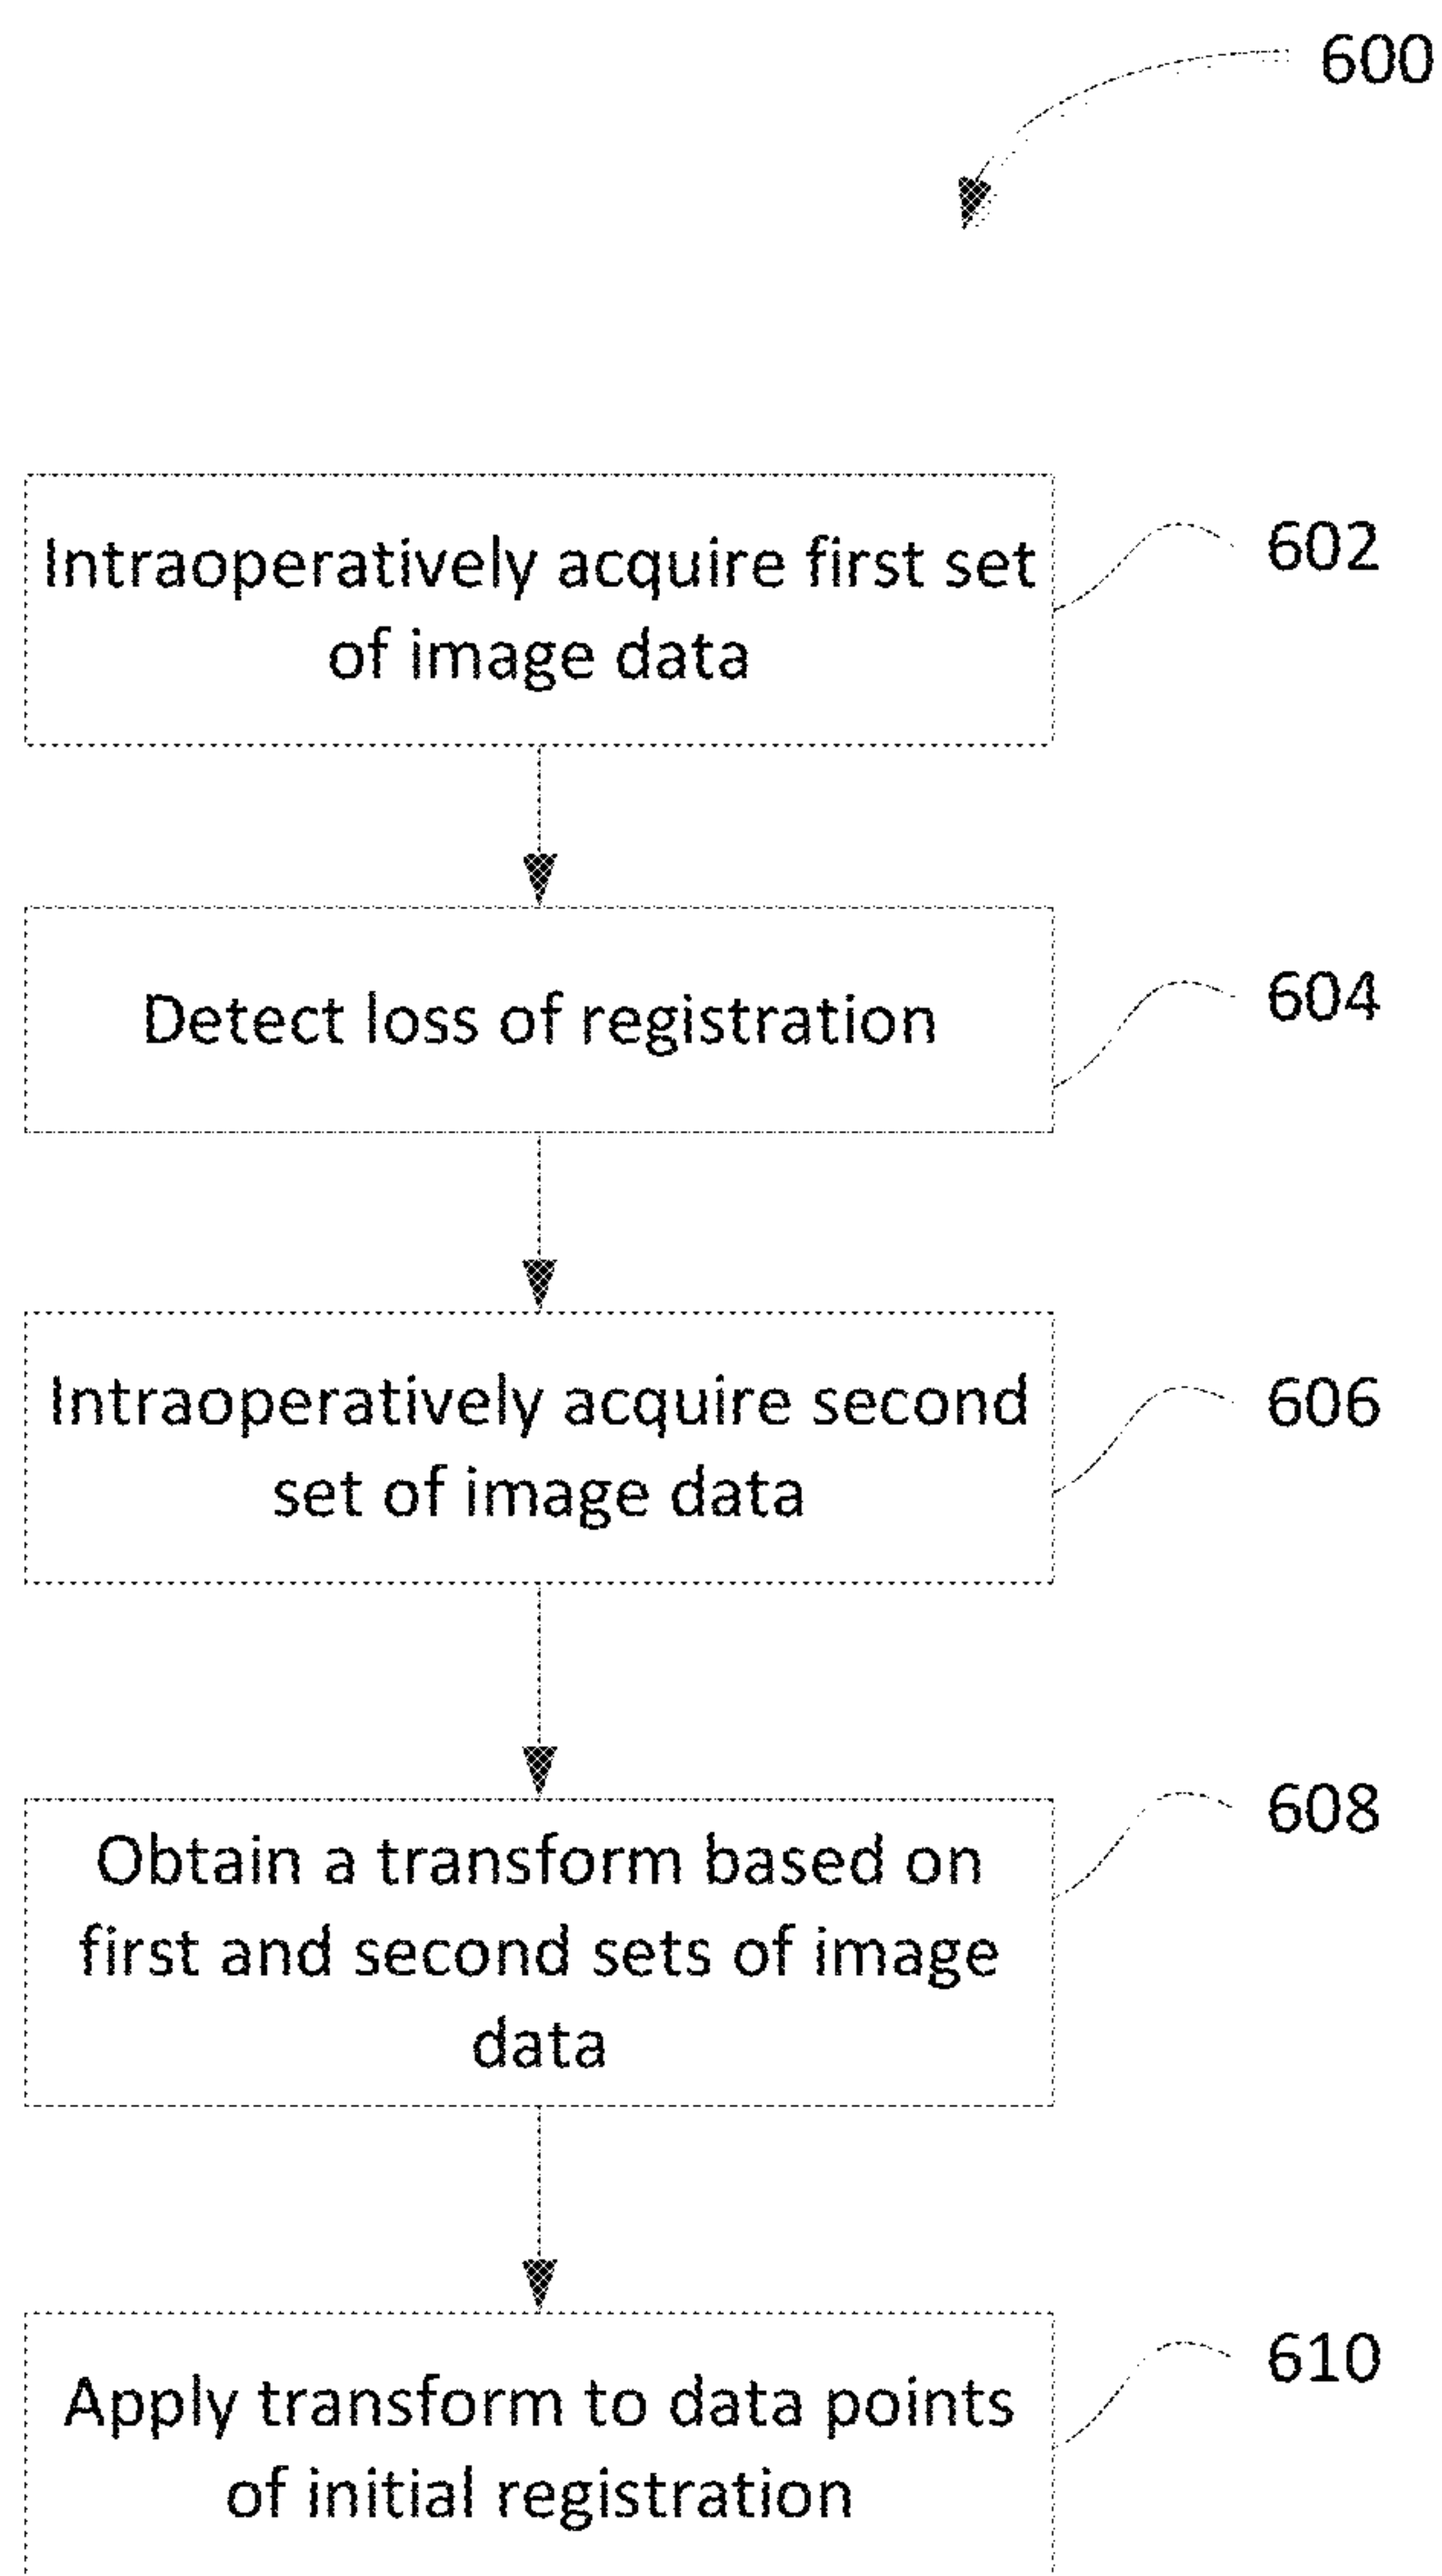 600
Intraoperatively acquire first set
of image data
602
Detect loss of registration
604
Intraoperatively acquire second
set of image data
606
Obtain a transform based on
first and second sets of image
data
608
Apply transform to data points
of initial registration
610